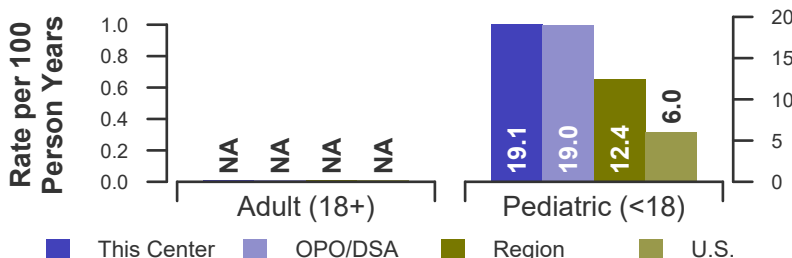 Rate per 100
Person Years
1.0
0.8
0.6
0.4
0.2
0.0
NA
NA
NA
NA
19.1
19.0
12.4
6.0
20
15
10
5
0
Adult (18+)
Pediatric (<18)
This Center
OPO/DSA
Region
U.S.